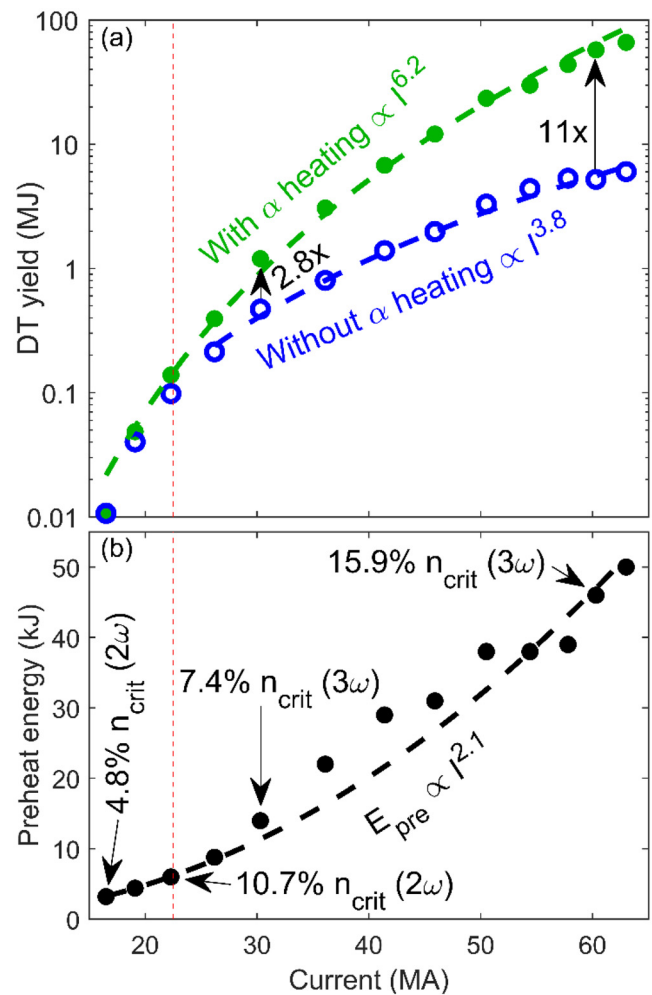 (a)
100
10
1
0.1
0.01
DT yield (MJ)
With α heating ∝ I^6.2
Without α heating ∝ I^3.8
2.8x
11x
(b)
50
40
30
20
10
0
Preheat energy (kJ)
4.8% n_crit (2ω)
7.4% n_crit (3ω)
15.9% n_crit (3ω)
10.7% n_crit (2ω)
E_pre ∝ I^2.1
20 30 40 50 60
Current (MA)